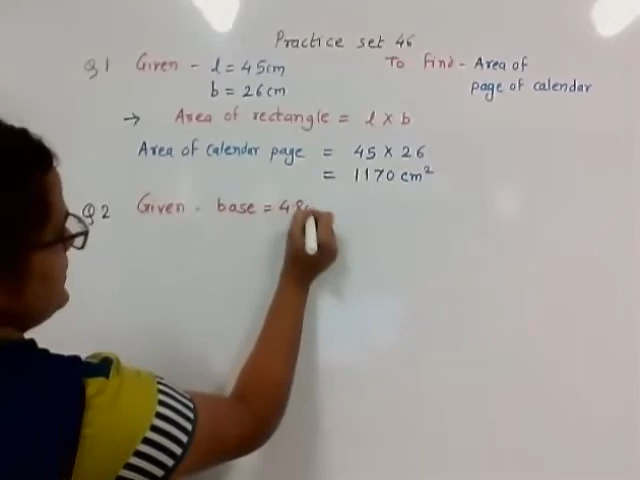 Practice set 46
Q1 Given - l = 45cm To Find - Area of
b = 26cm page of calendar
→ Area of rectangle = l x b
Area of calendar page = 45 x 26
= 1170 cm²
Q2 Given - base = 48